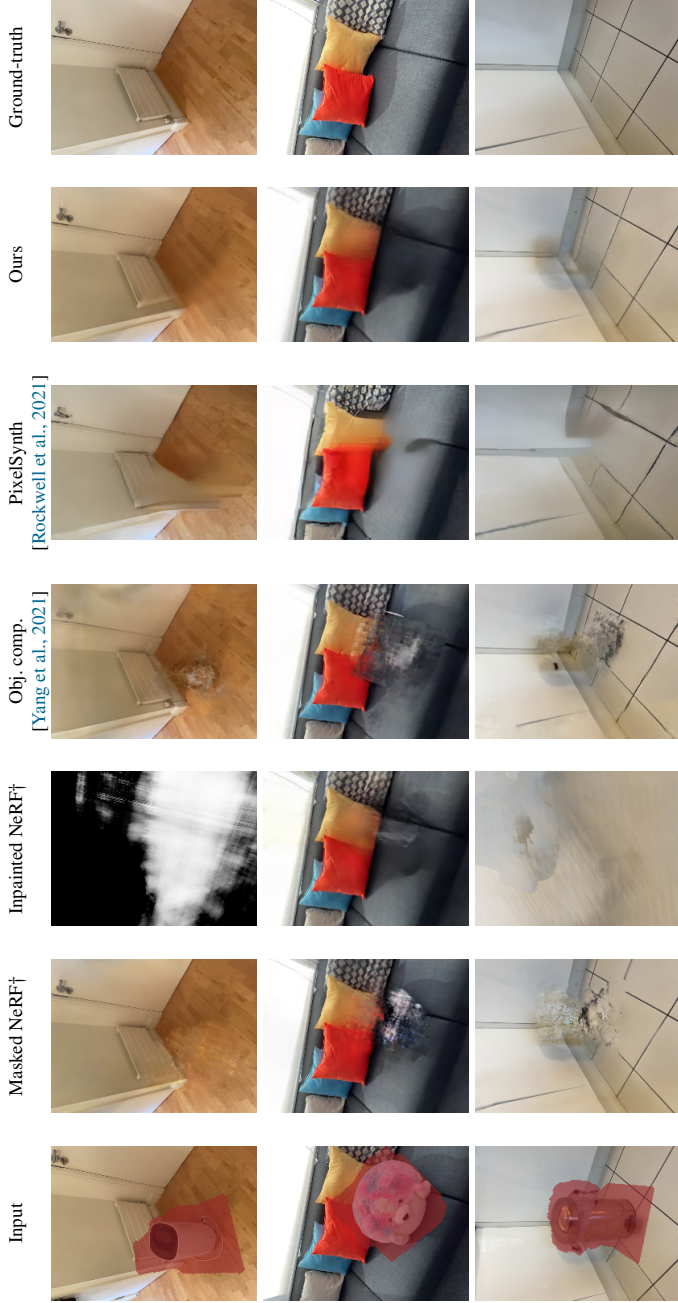 Input
Masked NeRF†
Inpainted NeRF†
Obj. comp.
[Yang et al., 2021]
PixelSynth
[Rockwell et al., 2021]
Ours
Ground-truth